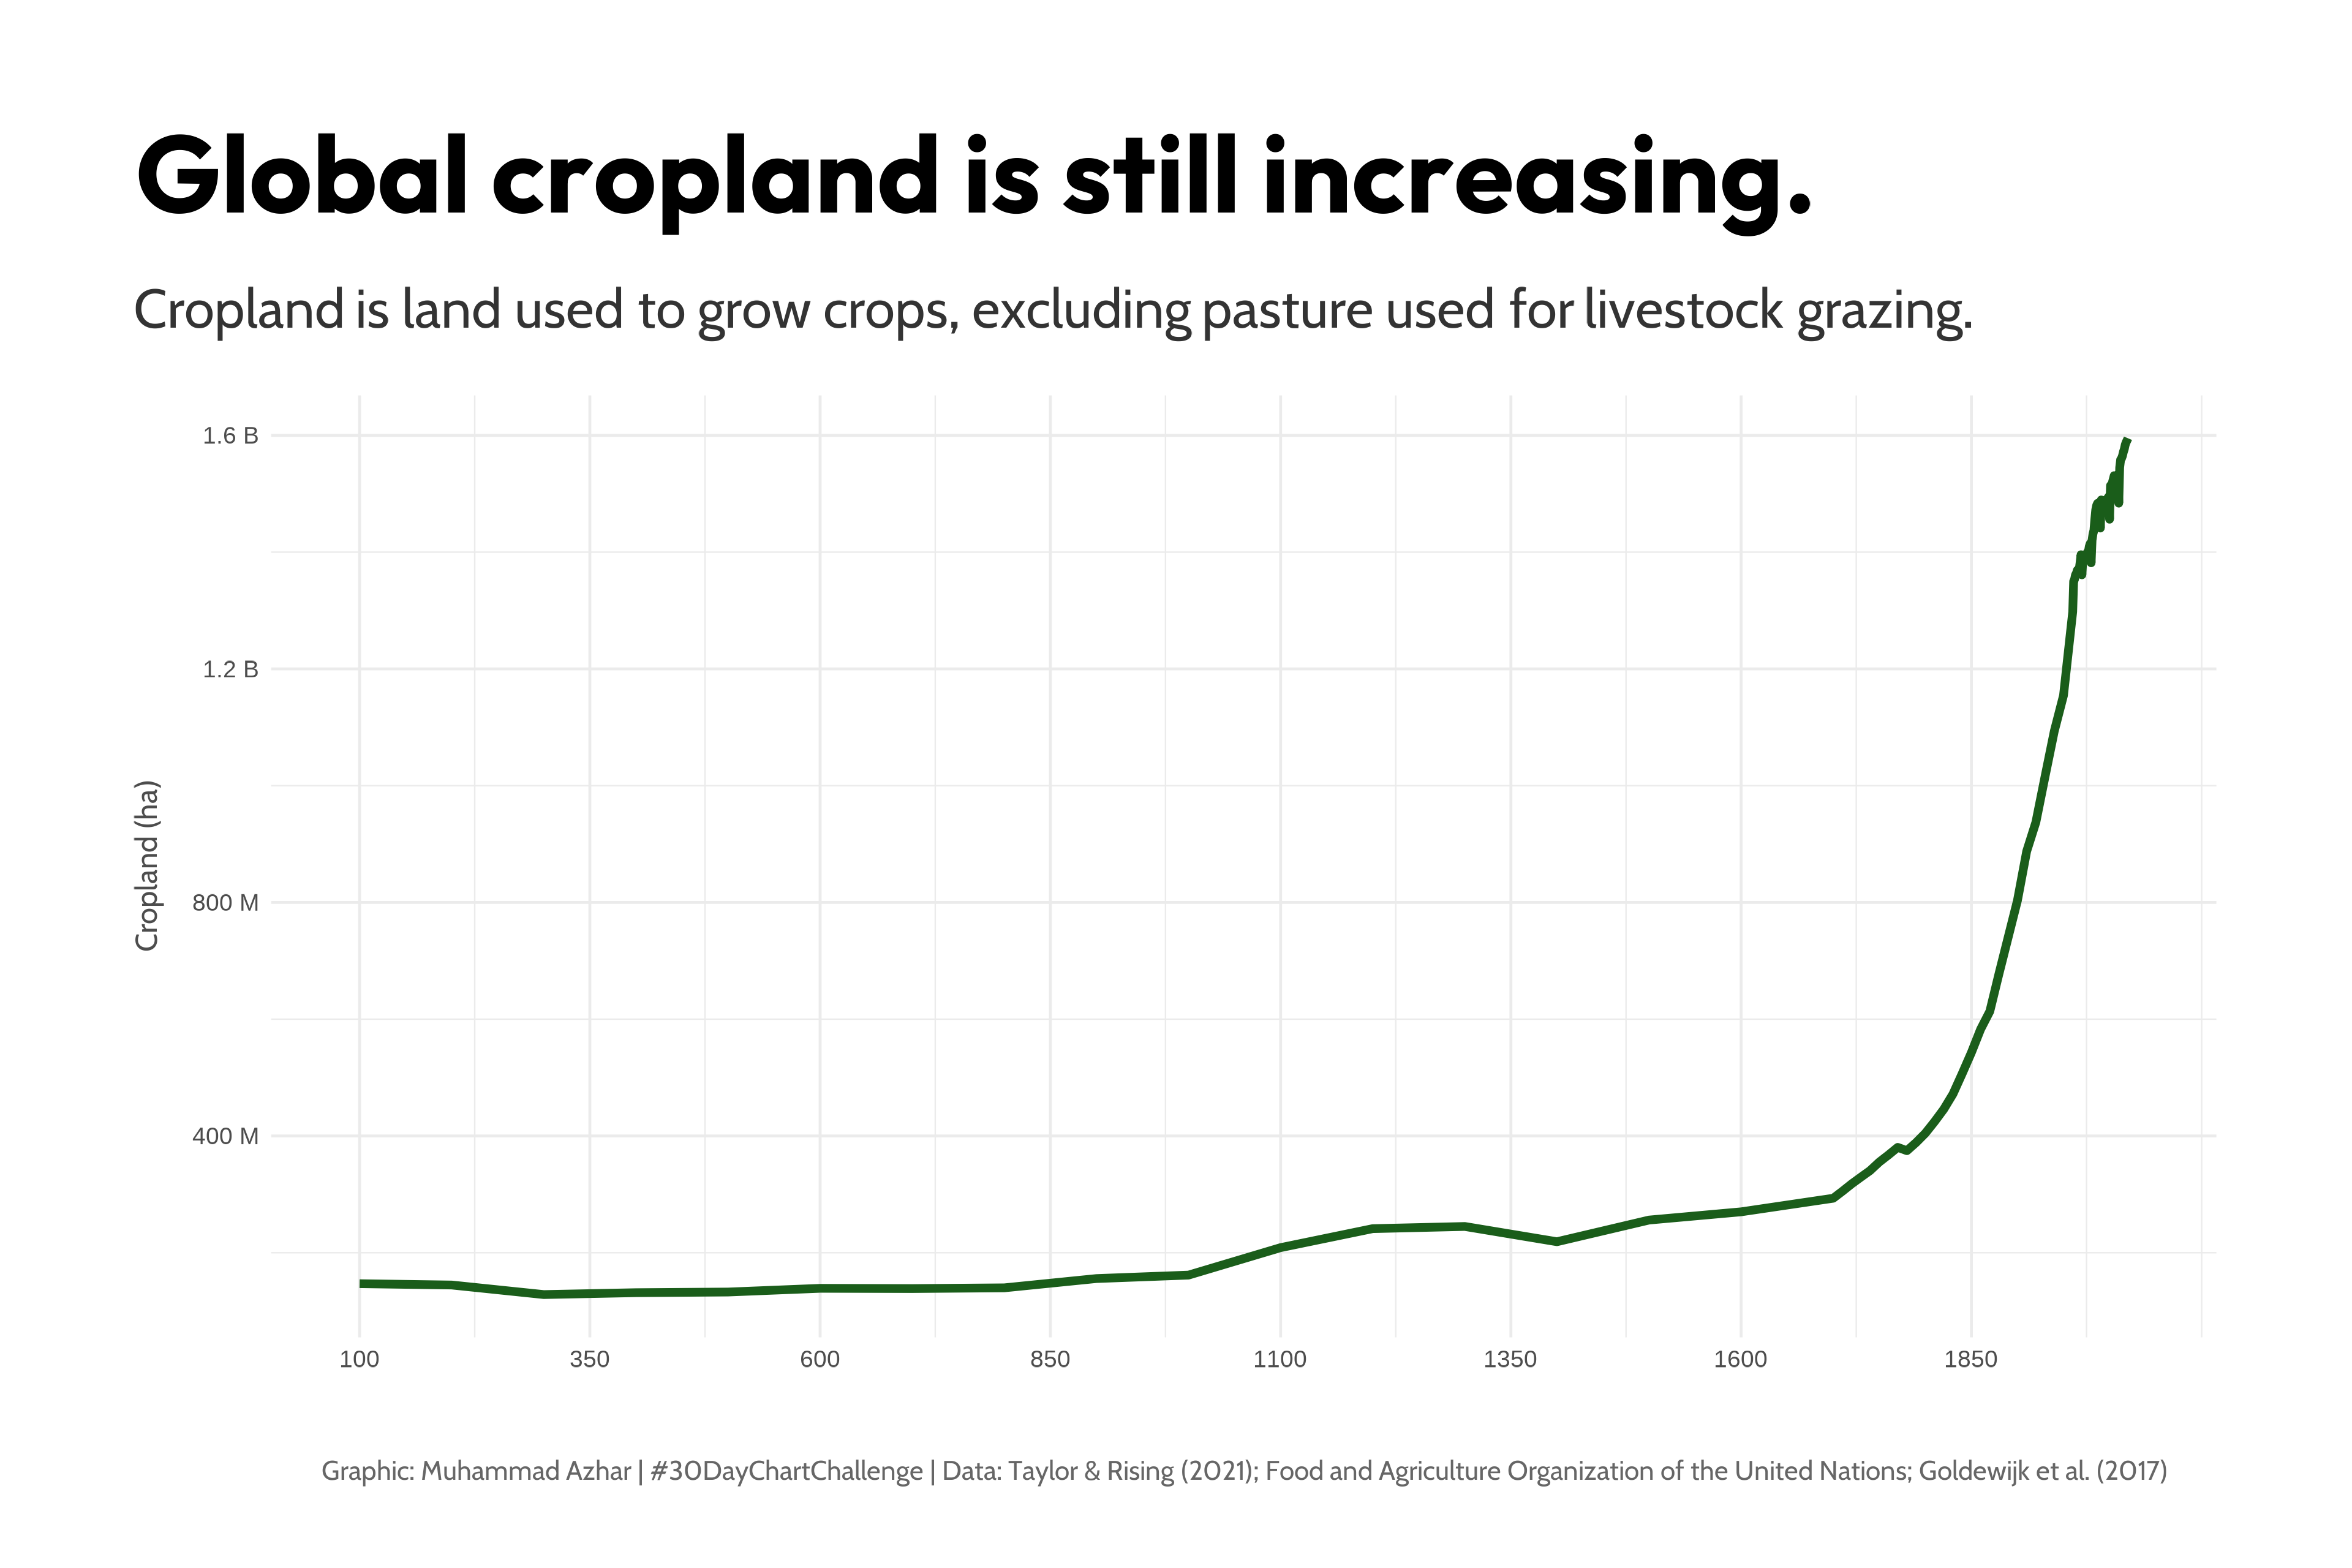 Global cropland is still increasing.
Cropland is land used to grow crops, excluding pasture used for livestock grazing.
Cropland (ha)
1.6 B
1.2 B
800 M
400 M
100 350 600 850 1100 1350 1600 1850
Graphic: Muhammad Azhar | #30DayChartChallenge | Data: Taylor & Rising (2021); Food and Agriculture Organization of the United Nations; Goldewijk et al. (2017)